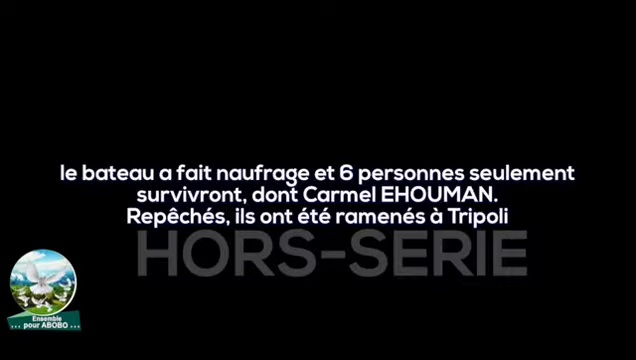 le bateau a fait naufrage et 6 personnes seulement
survivront, dont Carmel EHOUMAN.
Repêchés, ils ont été ramenés à Tripoli
HORS-SERIE
Ensemble
... pour ABOBO ...